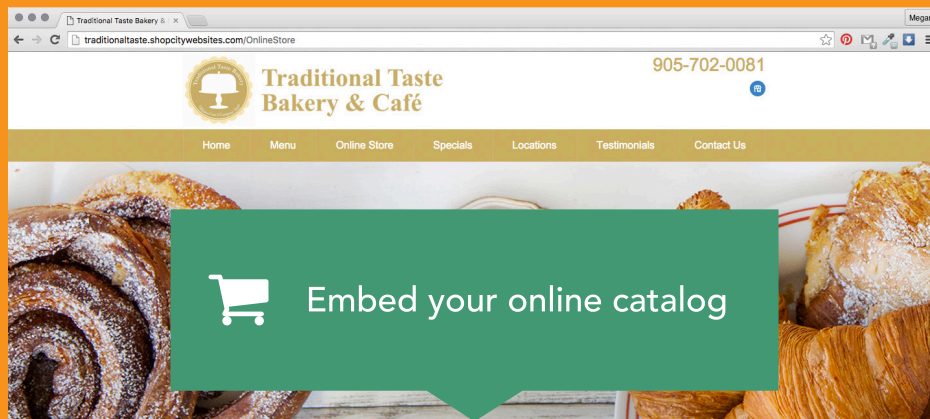 Traditional Taste Bakery &
Megan
traditionaltaste.shopcitywebsites.com/OnlineStore
905-702-0081
Traditional Taste
Bakery & Café
Home Menu Online Store Specials Locations Testimonials Contact Us
Embed your online catalog